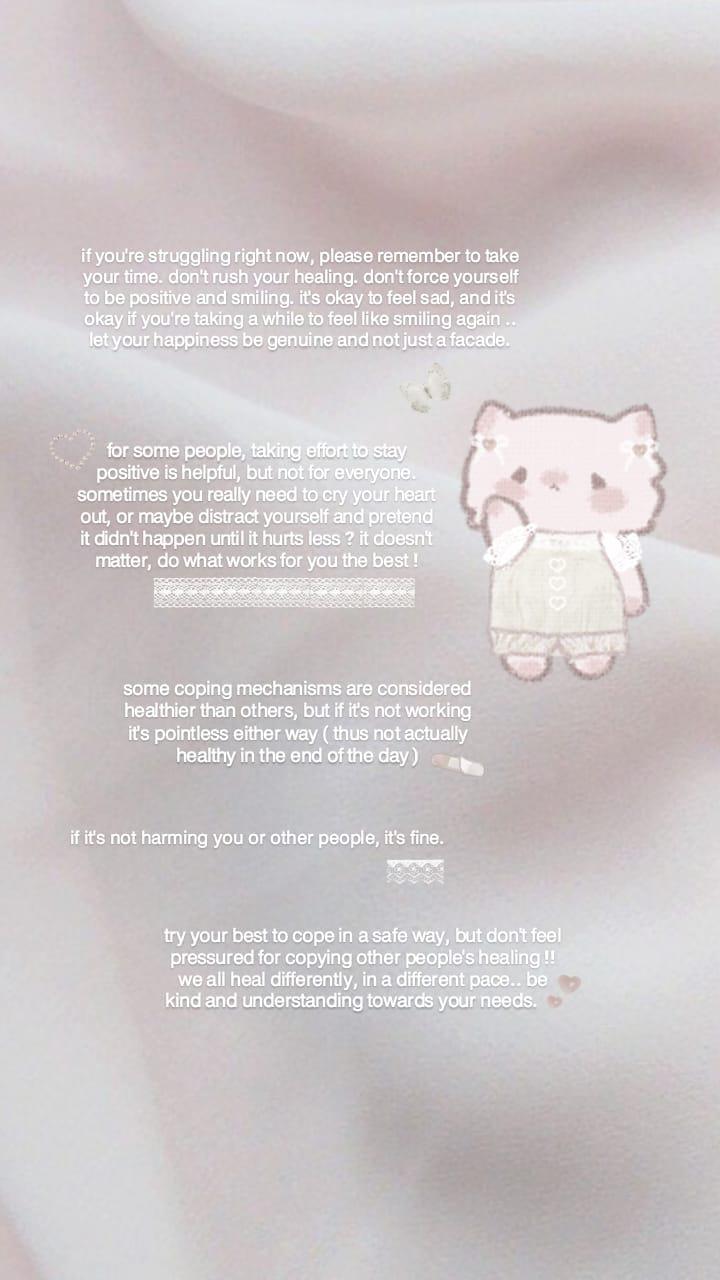 if you're struggling right now, please remember to take
your time. don't rush your healing. don't force yourself
to be positive and smiling. it's okay to feel sad, and it's
okay if you're taking a while to feel like smiling again ..
let your happiness be genuine and not just a facade.
for some people, taking effort to stay
positive is helpful, but not for everyone.
sometimes you really need to cry your heart
out, or maybe distract yourself and pretend
it didn't happen until it hurts less ? it doesn't
matter, do what works for you the best !
some coping mechanisms are considered
healthier than others, but if it's not working
it's pointless either way ( thus not actually
healthy in the end of the day )
if it's not harming you or other people, it's fine.
try your best to cope in a safe way, but don't feel
pressured for copying other people's healing !!
we all heal differently, in a different pace.. be
kind and understanding towards your needs.